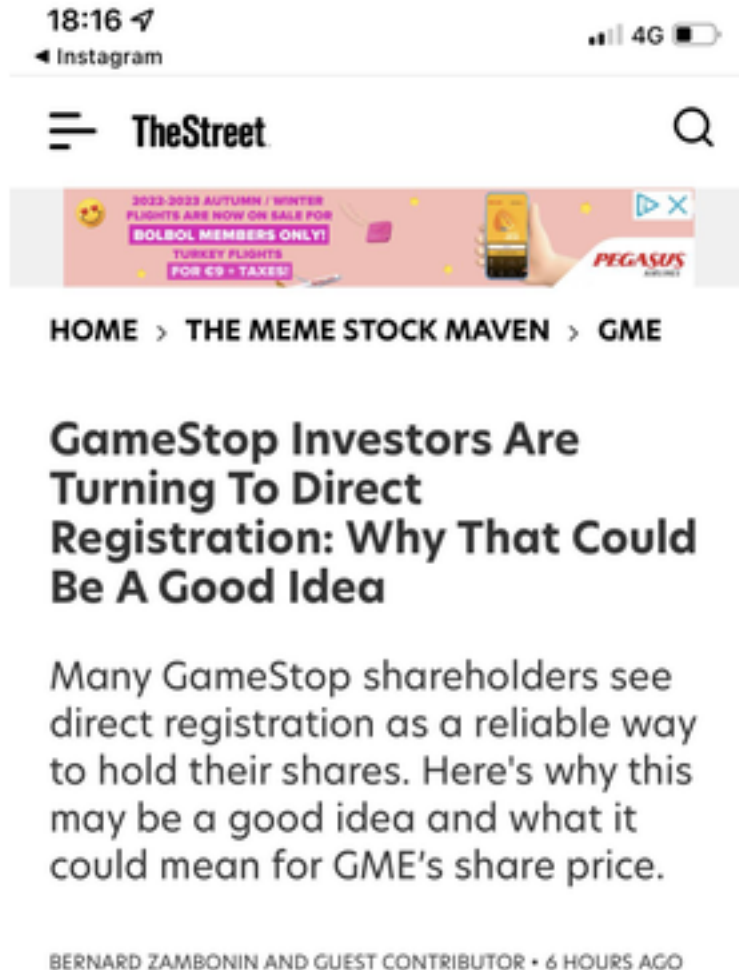 18:16
◀ Instagram
4G
TheStreet
2022-2023 AUTUMN / WINTER
FLIGHTS ARE NOW ON SALE FOR
BOLBOL MEMBERS ONLY!
TURKEY FLIGHTS
FOR €9 + TAXES!
PEGASUS
AIRLINES
HOME > THE MEME STOCK MAVEN > GME
GameStop Investors Are
Turning To Direct
Registration: Why That Could
Be A Good Idea
Many GameStop shareholders see
direct registration as a reliable way
to hold their shares. Here's why this
may be a good idea and what it
could mean for GME's share price.
BERNARD ZAMBONIN AND GUEST CONTRIBUTOR • 6 HOURS AGO